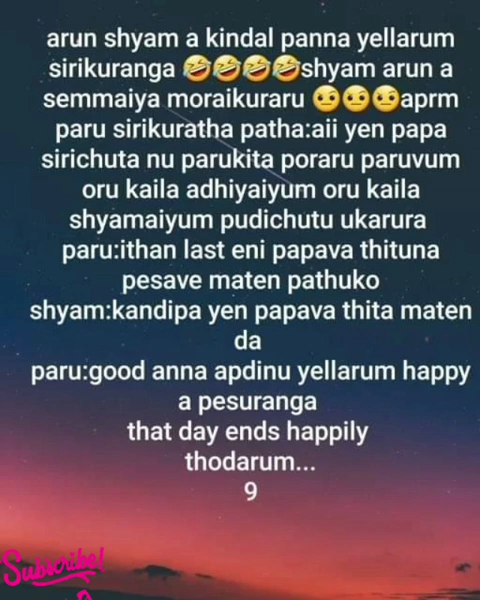 arun shyam a kindal panna yellarum
sirikuranga 🤣🤣🤣🤣shyam arun a
semmaiya moraikuraru 🤨🤨🤨aprm
paru sirikuratha patha:aii yen papa
sirichuta nu parukita poraru paruvum
oru kaila adhiyaiyum oru kaila
shyamaiyum pudichutu ukarura
paru:ithan last eni papava thituna
pesave maten pathuko
shyam:kandipa yen papava thita maten
da
paru:good anna apdinu yellarum happy
a pesuranga
that day ends happily
thodarum...
9
Subscribe!